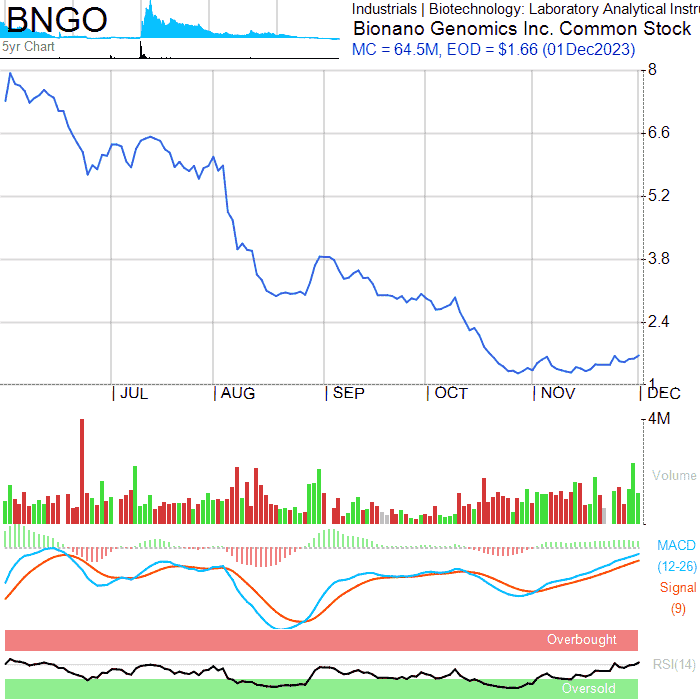 BNGO
5yr Chart
Industrials | Biotechnology: Laboratory Analytical Instru
Bionano Genomics Inc. Common Stock
MC = 64.5M, EOD = $1.66 (01Dec2023)
8
6.6
5.2
3.8
2.4
1
JUL AUG SEP OCT NOV DEC
4M
Volume
MACD
(12-26)
Signal
(9)
Overbought
RSI(14)
Oversold